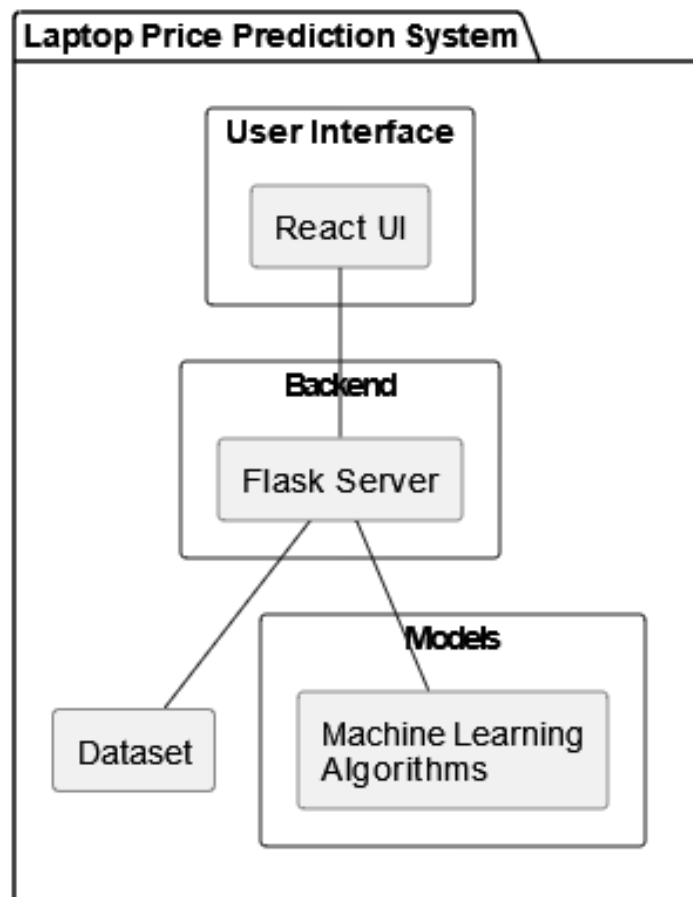 Laptop Price Prediction System
User Interface
React UI
Backend
Flask Server
Models
Dataset
Machine Learning
Algorithms